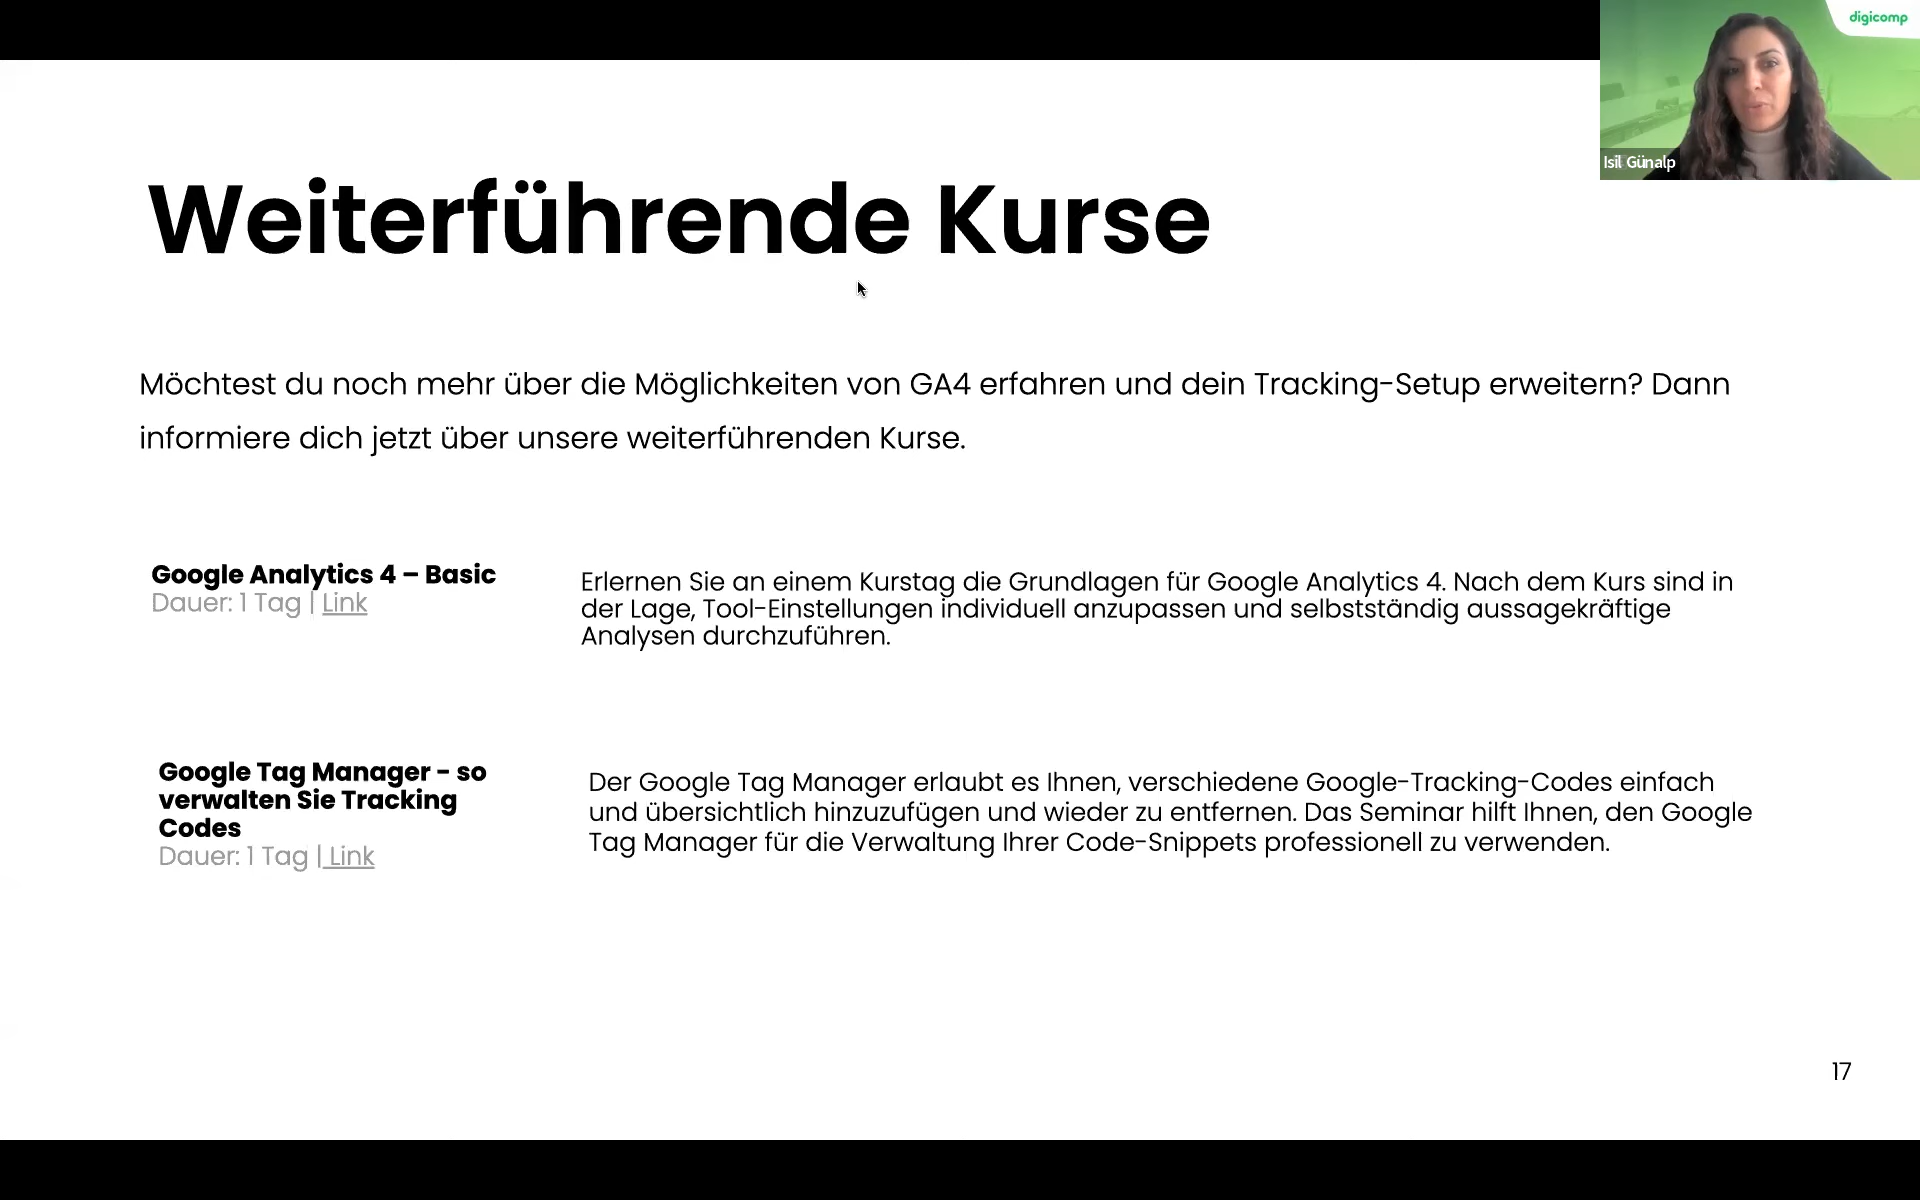 digicomp
Isil Günalp
Weiterführende Kurse
Möchtest du noch mehr über die Möglichkeiten von GA4 erfahren und dein Tracking-Setup erweitern? Dann
informiere dich jetzt über unsere weiterführenden Kurse.
Google Analytics 4 – Basic
Dauer: 1 Tag | Link
Erlernen Sie an einem Kurstag die Grundlagen für Google Analytics 4. Nach dem Kurs sind in
der Lage, Tool-Einstellungen individuell anzupassen und selbstständig aussagekräftige
Analysen durchzuführen.
Google Tag Manager - so
verwalten Sie Tracking
Codes
Dauer: 1 Tag | Link
Der Google Tag Manager erlaubt es Ihnen, verschiedene Google-Tracking-Codes einfach
und übersichtlich hinzuzufügen und wieder zu entfernen. Das Seminar hilft Ihnen, den Google
Tag Manager für die Verwaltung Ihrer Code-Snippets professionell zu verwenden.
17